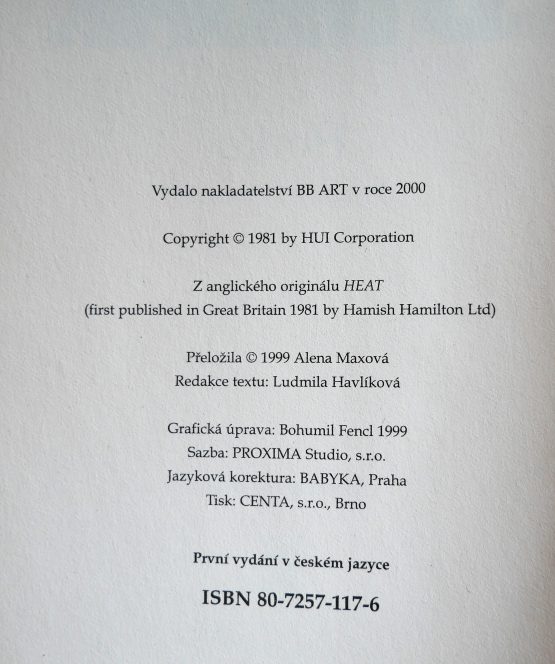 Vydalo nakladatelství BB ART v roce 2000
Copyright © 1981 by HUI Corporation
Z anglického originálu HEAT
(first published in Great Britain 1981 by Hamish Hamilton Ltd)
Přeložila © 1999 Alena Maxová
Redakce textu: Ludmila Havlíková
Grafická úprava: Bohumil Fencl 1999
Sazba: PROXIMA Studio, s.r.o.
Jazyková korektura: BABYKA, Praha
Tisk: CENTA, s.r.o., Brno
První vydání v českém jazyce
ISBN 80-7257-117-6